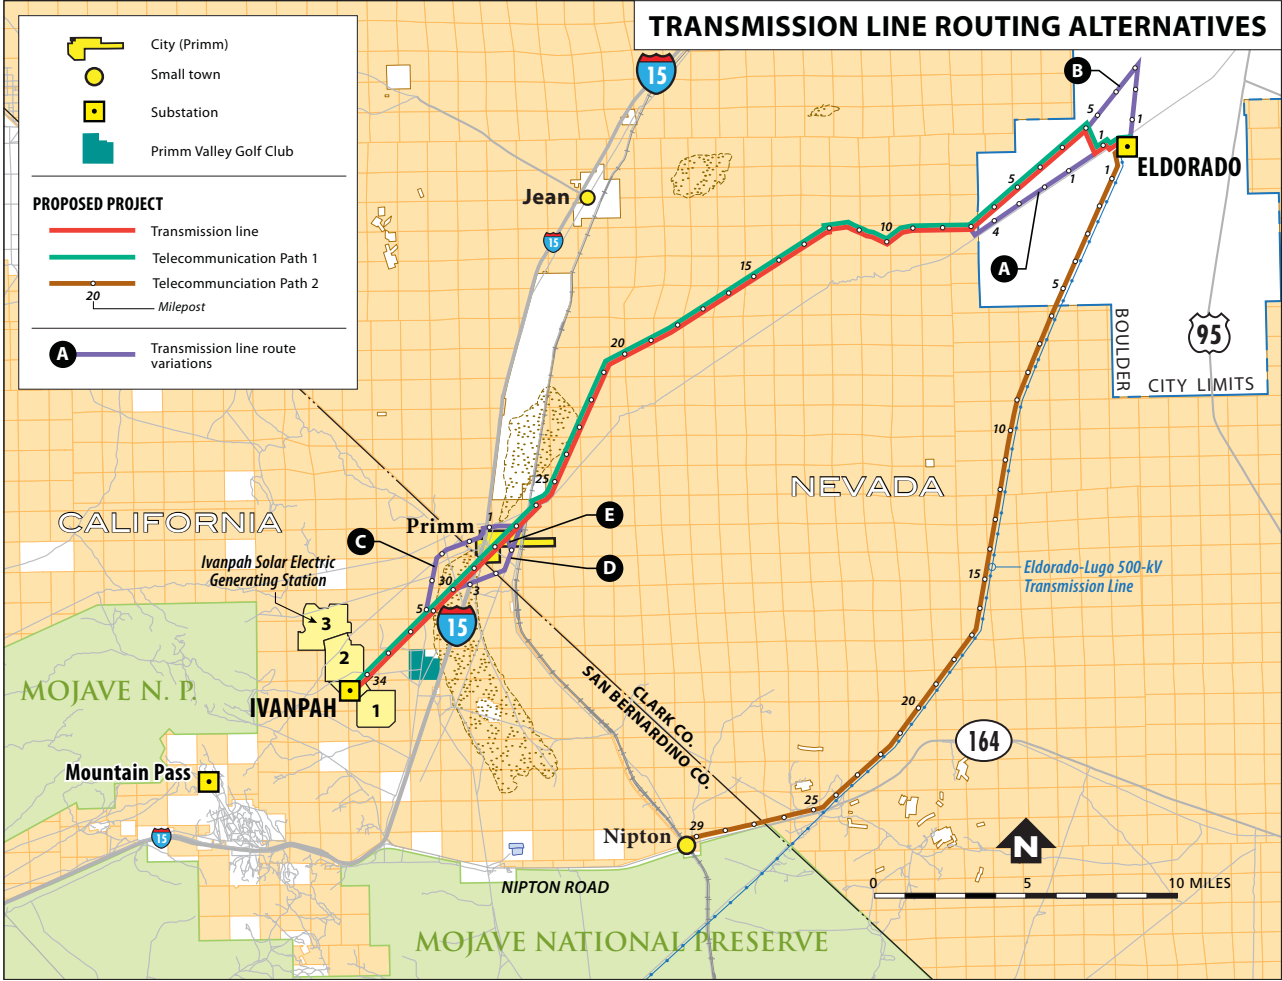 TRANSMISSION LINE ROUTING ALTERNATIVES
City (Primm)
Small town
Substation
Primm Valley Golf Club
PROPOSED PROJECT
Transmission line
Telecommunication Path 1
Telecommunciation Path 2
20
Milepost
A
Transmission line route
variations
15
B
5
1
1
ELDORADO
1
5
1
4
A
Jean
15
10
15
5
BOULDER
CITY LIMITS
95
20
10
25
NEVADA
CALIFORNIA
Primm
1
E
C
D
Ivanpah Solar Electric
Generating Station
30
3
5
15
Eldorado-Lugo 500-kV
Transmission Line
15
3
2
34
1
IVANPAH
MOJAVE N. P.
CLARK CO.
SAN BERNARDINO CO.
20
164
Mountain Pass
25
29
Nipton
15
N
NIPTON ROAD
0
5
10 MILES
MOJAVE NATIONAL PRESERVE